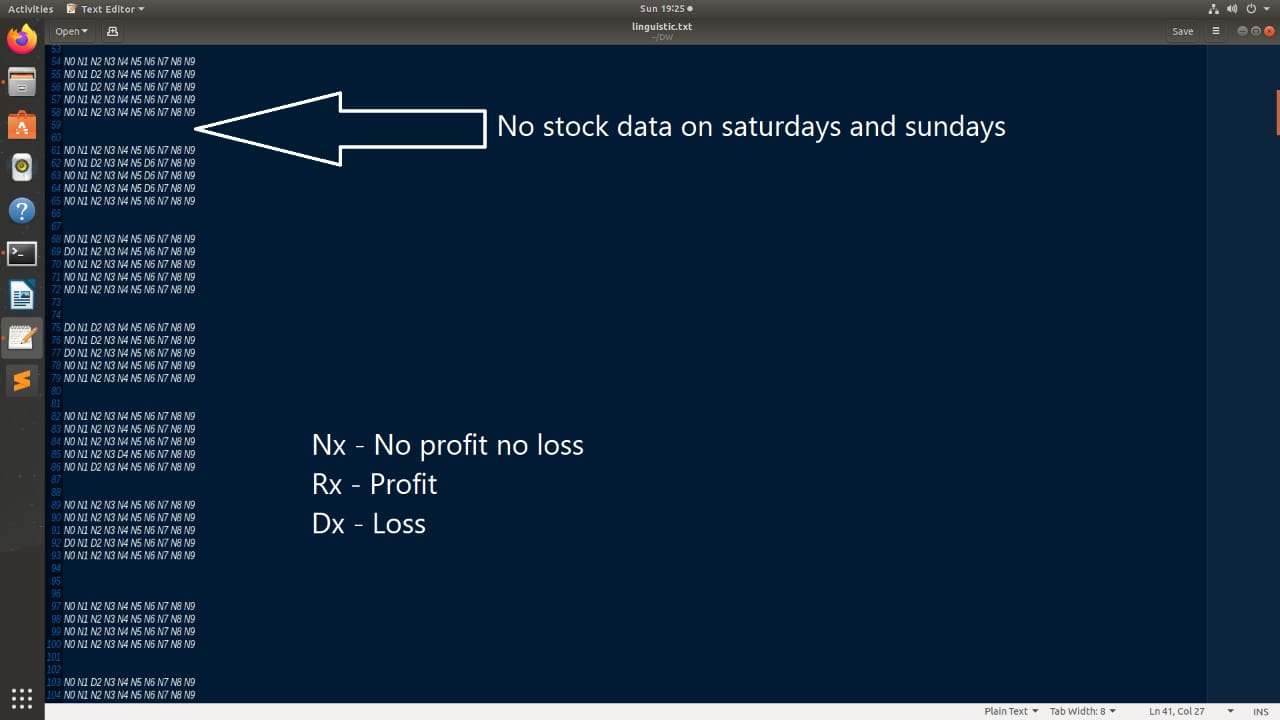 Activities Text Editor Sun 19:25
Open linguistic.txt Save
~/DW
53
54 N0 N1 N2 N3 N4 N5 N6 N7 N8 N9
55 N0 N1 D2 N3 N4 N5 N6 N7 N8 N9
56 N0 N1 D2 N3 N4 N5 N6 N7 N8 N9
57 N0 N1 N2 N3 N4 N5 N6 N7 N8 N9
58 N0 N1 N2 N3 N4 N5 N6 N7 N8 N9
59
No stock data on saturdays and sundays
60
61 N0 N1 N2 N3 N4 N5 N6 N7 N8 N9
62 N0 N1 D2 N3 N4 N5 D6 N7 N8 N9
63 N0 N1 N2 N3 N4 N5 D6 N7 N8 N9
64 N0 N1 N2 N3 N4 N5 D6 N7 N8 N9
65 N0 N1 N2 N3 N4 N5 N6 N7 N8 N9
66
67
68 N0 N1 N2 N3 N4 N5 N6 N7 N8 N9
69 D0 N1 N2 N3 N4 N5 N6 N7 N8 N9
70 N0 N1 N2 N3 N4 N5 N6 N7 N8 N9
71 N0 N1 N2 N3 N4 N5 N6 N7 N8 N9
72 N0 N1 N2 N3 N4 N5 N6 N7 N8 N9
73
74
75 D0 N1 D2 N3 N4 N5 N6 N7 N8 N9
76 N0 N1 D2 N3 N4 N5 N6 N7 N8 N9
77 D0 N1 N2 N3 N4 N5 N6 N7 N8 N9
78 N0 N1 N2 N3 N4 N5 N6 N7 N8 N9
79 N0 N1 N2 N3 N4 N5 N6 N7 N8 N9
80
81
82 N0 N1 N2 N3 N4 N5 N6 N7 N8 N9
83 N0 N1 D2 N3 N4 N5 N6 N7 N8 N9
84 N0 N1 N2 N3 N4 N5 N6 N7 N8 N9
85 N0 N1 N2 N3 D4 N5 N6 N7 N8 N9
86 N0 N1 D2 N3 N4 N5 N6 N7 N8 N9
87
88
Nx - No profit no loss
Rx - Profit
Dx - Loss
89 N0 N1 N2 N3 N4 N5 N6 N7 N8 N9
90 N0 N1 N2 N3 N4 N5 N6 N7 N8 N9
91 N0 N1 N2 N3 N4 N5 N6 N7 N8 N9
92 D0 N1 D2 N3 N4 N5 N6 N7 N8 N9
93 N0 N1 N2 N3 N4 N5 N6 N7 N8 N9
94
95
96
97 N0 N1 N2 N3 N4 N5 N6 N7 N8 N9
98 N0 N1 N2 N3 N4 N5 N6 N7 N8 N9
99 N0 N1 N2 N3 N4 N5 N6 N7 N8 N9
100 N0 N1 N2 N3 N4 N5 N6 N7 N8 N9
101
102
103 N0 N1 D2 N3 N4 N5 N6 N7 N8 N9
104 N0 N1 N2 N3 N4 N5 N6 N7 N8 N9
Plain Text Tab Width: 8 Ln 41, Col 27 INS